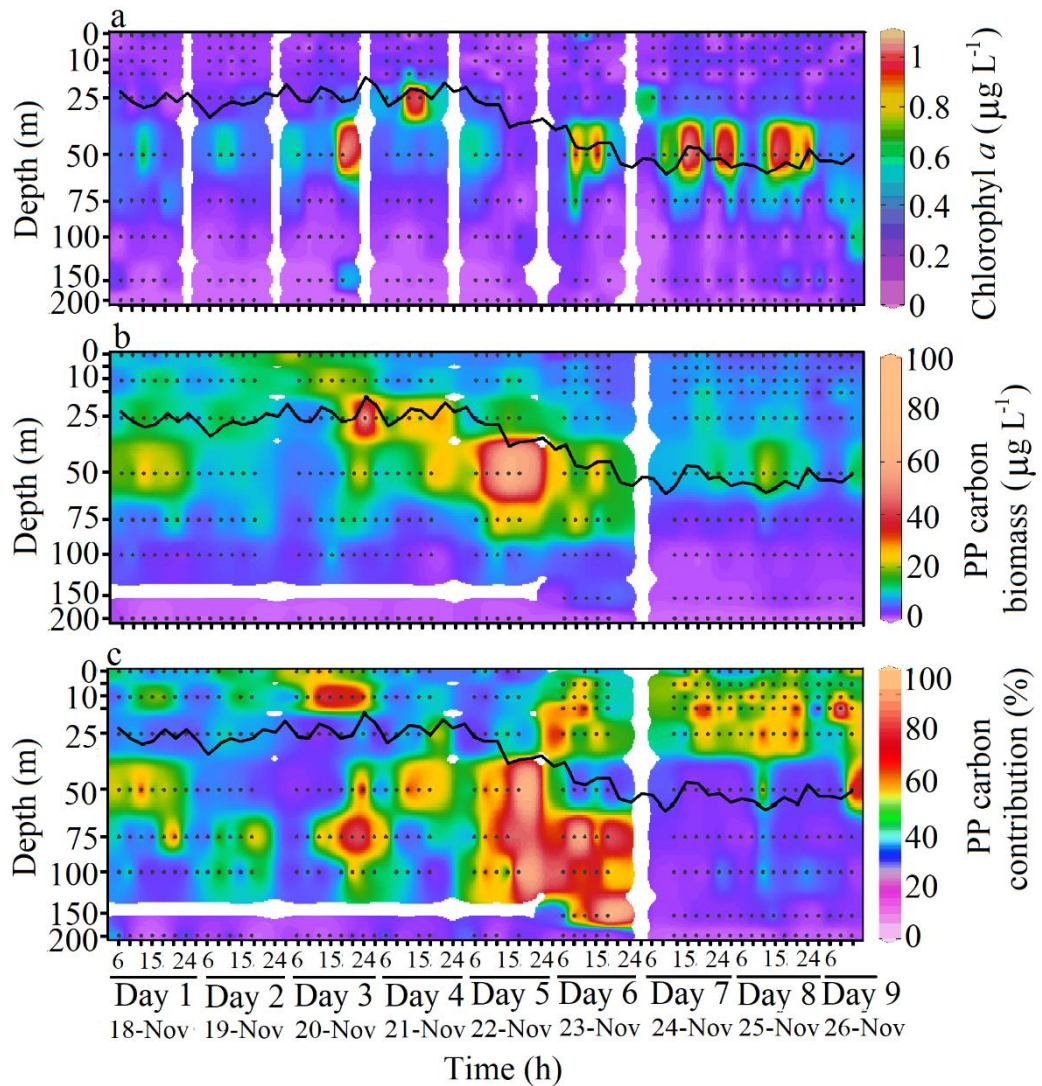 a
0
10
25
50
75
100
150
200
Depth (m)
1
0.8
0.6
0.4
0.2
0
Chlorophyl a (µg L⁻¹)
b
0
10
25
50
75
100
150
200
Depth (m)
100
80
60
40
20
0
PP carbon
biomass (µg L⁻¹)
c
0
10
25
50
75
100
150
200
Depth (m)
100
80
60
40
20
0
PP carbon
contribution (%)
6 15 24 6 15 24 6 15 24 6 15 24 6 15 24 6 15 24 6 15 24 6 15 24 6
Day 1 Day 2 Day 3 Day 4 Day 5 Day 6 Day 7 Day 8 Day 9
18-Nov 19-Nov 20-Nov 21-Nov 22-Nov 23-Nov 24-Nov 25-Nov 26-Nov
Time (h)